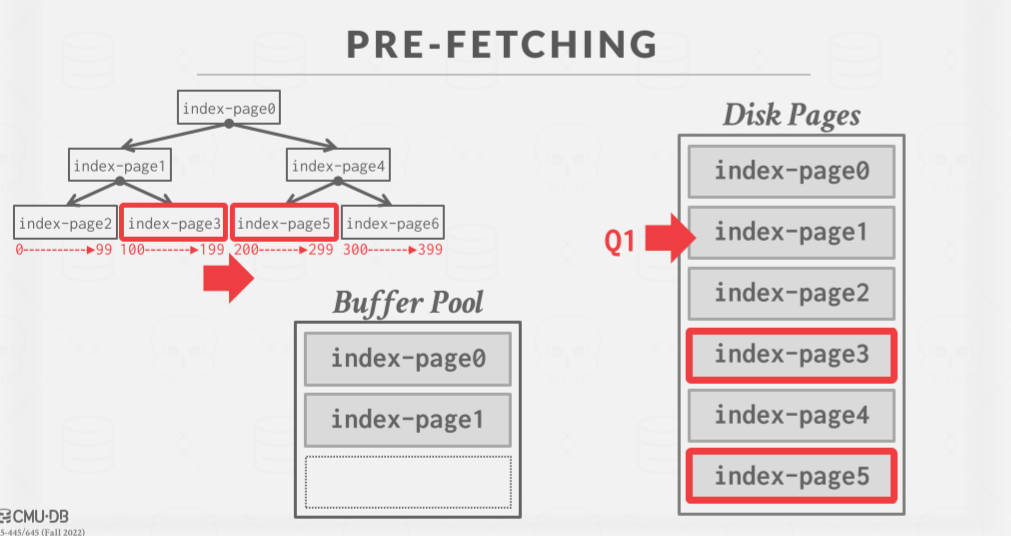 PRE-FETCHING
index-page0
index-page1
index-page4
index-page2
index-page3
index-page5
index-page6
0----------►99
100-------►199
200------►299
300------►399
Buffer Pool
index-page0
index-page1
Disk Pages
index-page0
Q1
index-page1
index-page2
index-page3
index-page4
index-page5
CMU·DB
5-445/645 (Fall 2022)